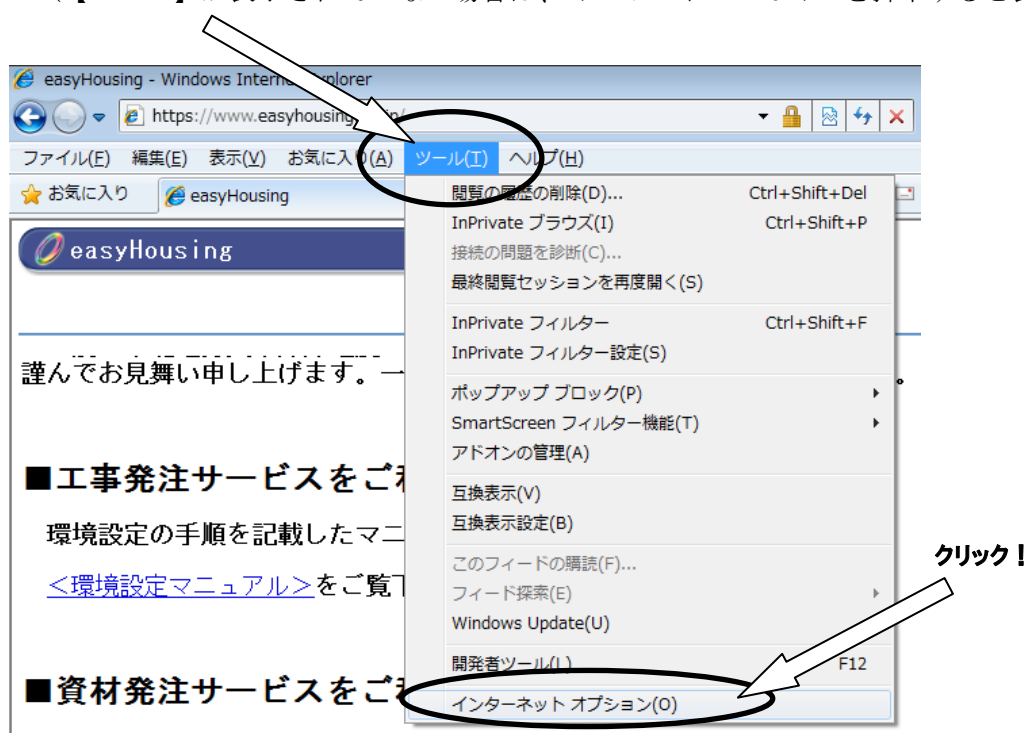 easyHousing - Windows Internet Explorer
https://www.easyhousing
ファイル(F) 編集(E) 表示(V) お気に入り(A) ツール(T) ヘルプ(H)
お気に入り easyHousing
easyHousing
謹んでお見舞い申し上げます。一
■工事発注サービスをご利
環境設定の手順を記載したマニ
<環境設定マニュアル>をご覧下
■資材発注サービスをご利
閲覧の履歴の削除(D)... Ctrl+Shift+Del
InPrivate ブラウズ(I) Ctrl+Shift+P
接続の問題を診断(C)...
最終閲覧セッションを再度開く(S)
InPrivate フィルター Ctrl+Shift+F
InPrivate フィルター設定(S)
ポップアップ ブロック(P)
SmartScreen フィルター機能(T)
アドオンの管理(A)
互換表示(V)
互換表示設定(B)
このフィードの購読(F)...
フィード探索(E)
Windows Update(U)
開発者ツール(L) F12
インターネット オプション(O)
クリック！